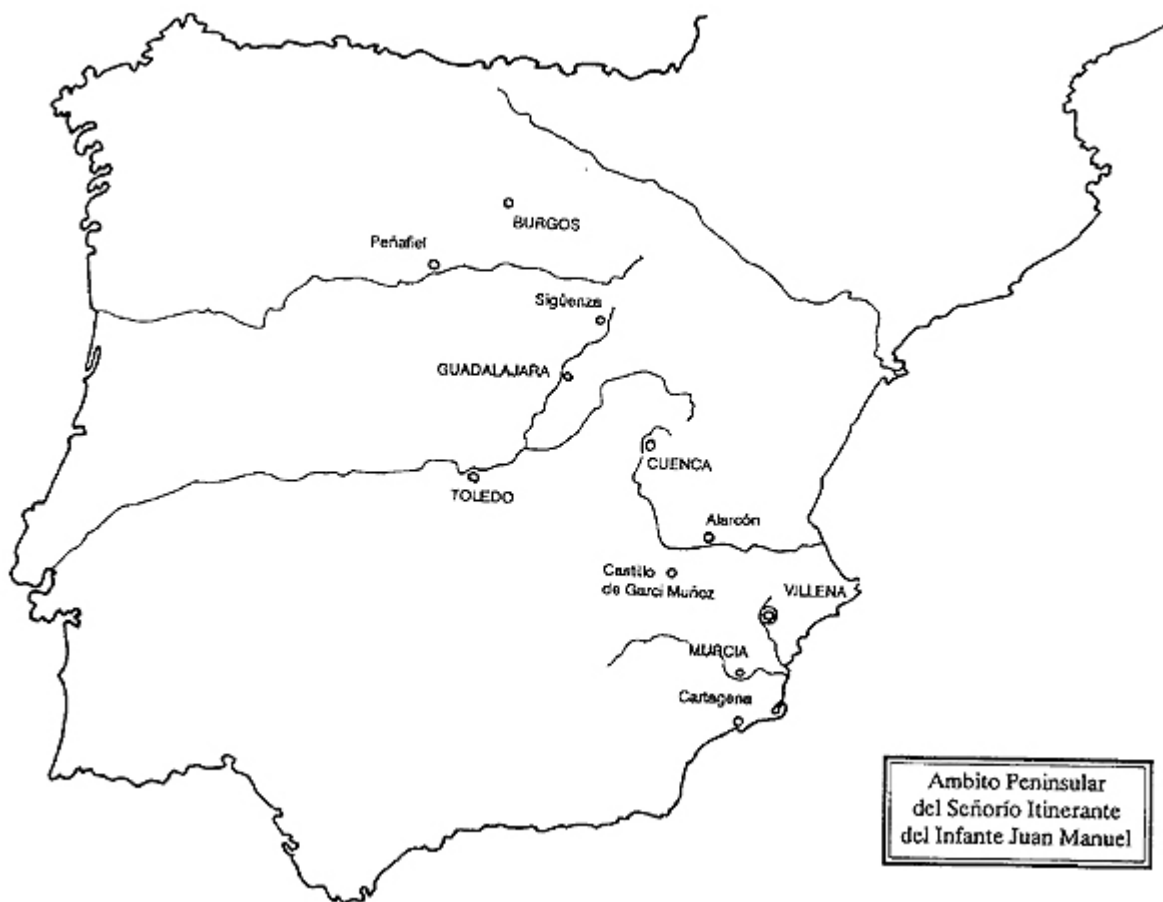 BURGOS
Peñafiel
Sigüenza
GUADALAJARA
CUENCA
TOLEDO
Alarcón
Castillo
de Garci Muñoz
VILLENA
MURCIA
Cartagena
Ambito Peninsular
del Señorío Itinerante
del Infante Juan Manuel